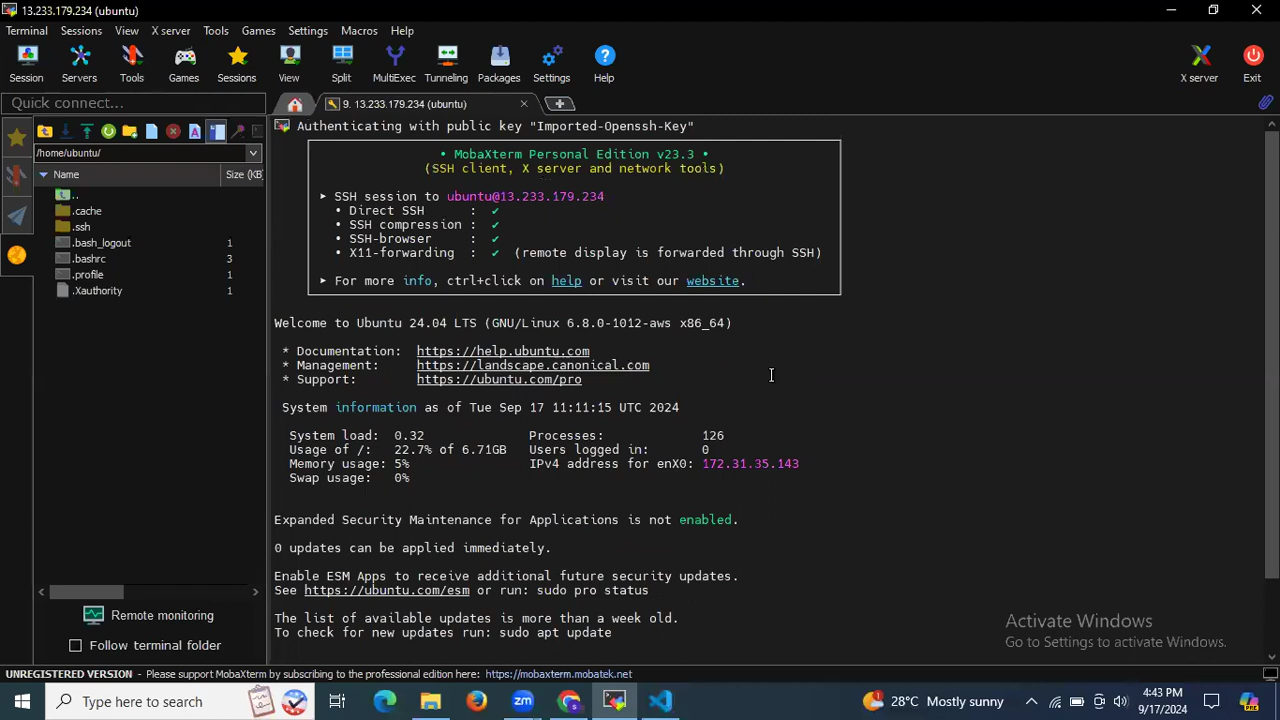 13.233.179.234 (ubuntu)
Terminal Sessions View X server Tools Games Settings Macros Help
Session Servers Tools Games Sessions View Split MultiExec Tunneling Packages Settings Help X server Exit
Quick connect...
9. 13.233.179.234 (ubuntu)
/home/ubuntu/
Name Size (KB)
..
.cache
.ssh
.bash_logout 1
.bashrc 3
.profile 1
.Xauthority 1
Remote monitoring
Follow terminal folder
Authenticating with public key "Imported-Openssh-Key"
• MobaXterm Personal Edition v23.3 •
(SSH client, X server and network tools)
► SSH session to ubuntu@13.233.179.234
• Direct SSH : ✓
• SSH compression : ✓
• SSH-browser : ✓
• X11-forwarding : ✓ (remote display is forwarded through SSH)
► For more info, ctrl+click on help or visit our website.
Welcome to Ubuntu 24.04 LTS (GNU/Linux 6.8.0-1012-aws x86_64)
* Documentation: https://help.ubuntu.com
* Management: https://landscape.canonical.com
* Support: https://ubuntu.com/pro
System information as of Tue Sep 17 11:11:15 UTC 2024
System load: 0.32 Processes: 126
Usage of /: 22.7% of 6.71GB Users logged in: 0
Memory usage: 5% IPv4 address for enX0: 172.31.35.143
Swap usage: 0%
Expanded Security Maintenance for Applications is not enabled.
0 updates can be applied immediately.
Enable ESM Apps to receive additional future security updates.
See https://ubuntu.com/esm or run: sudo pro status
The list of available updates is more than a week old.
To check for new updates run: sudo apt update
Activate Windows
Go to Settings to activate Windows.
UNREGISTERED VERSION - Please support MobaXterm by subscribing to the professional edition here: https://mobaxterm.mobatek.net
Type here to search
28°C Mostly sunny
4:43 PM
9/17/2024